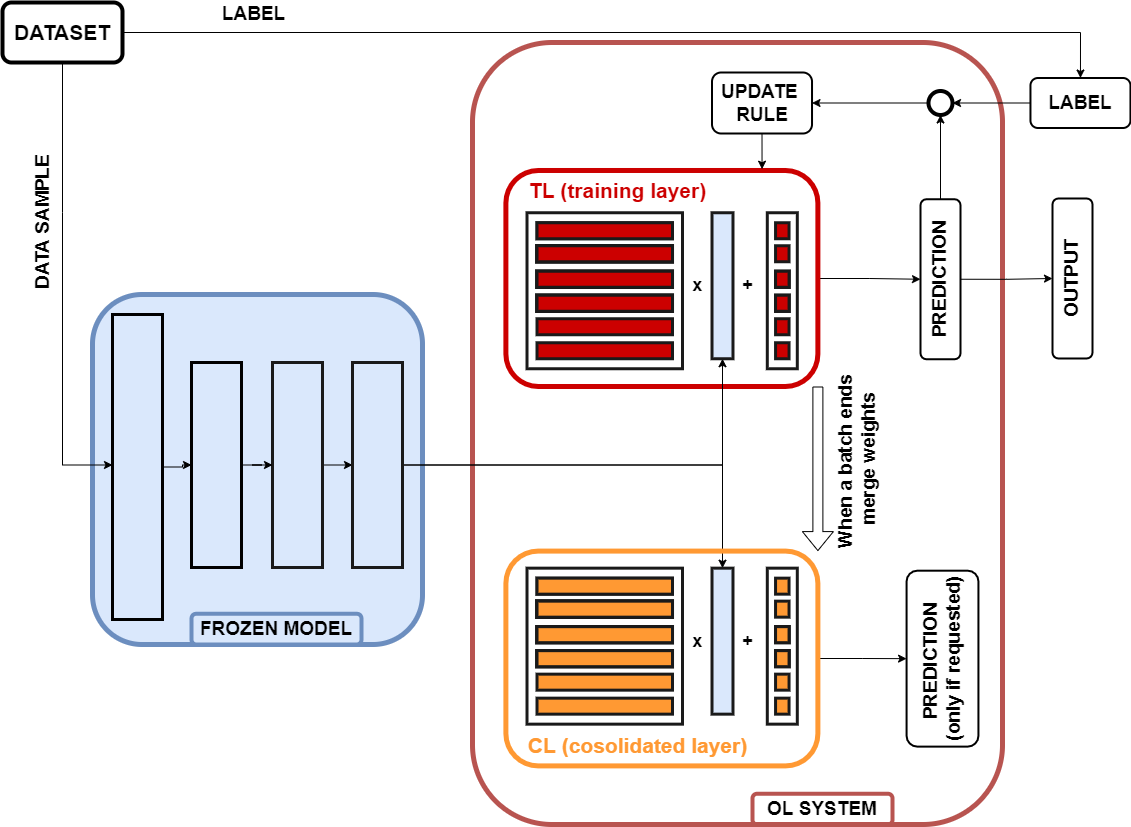 LABEL
DATASET
UPDATE
RULE
LABEL
DATA SAMPLE
TL (training layer)
x
+
PREDICTION
OUTPUT
When a batch ends
merge weights
FROZEN MODEL
x
+
PREDICTION
(only if requested)
CL (cosolidated layer)
OL SYSTEM